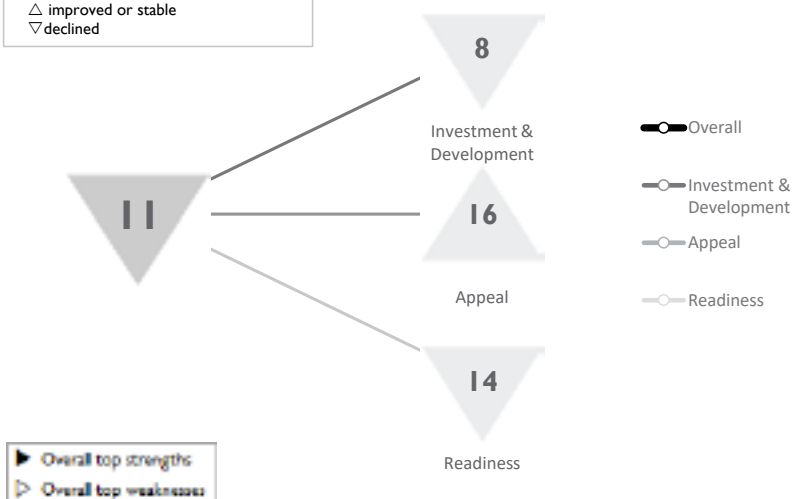 △ improved or stable
▽ declined
8
Investment &
Development
11
16
Appeal
14
Readiness
Overall
Investment &
Development
Appeal
Readiness
▶ Overall top strengths
▷ Overall top weaknesses